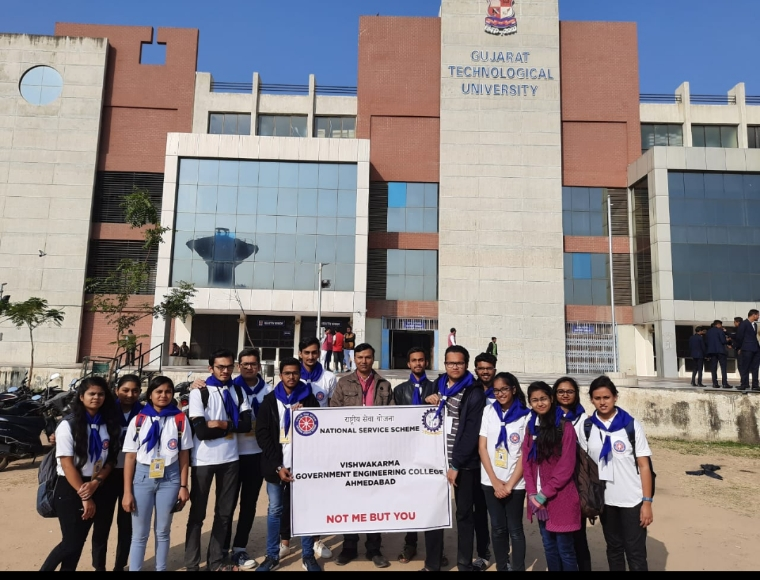 GUJARAT
TECHNOLOGICAL
UNIVERSITY
राष्ट्रीय सेवा योजना
NATIONAL SERVICE SCHEME
VISHWAKARMA
GOVERNMENT ENGINEERING COLLEGE
AHMEDABAD
NOT ME BUT YOU